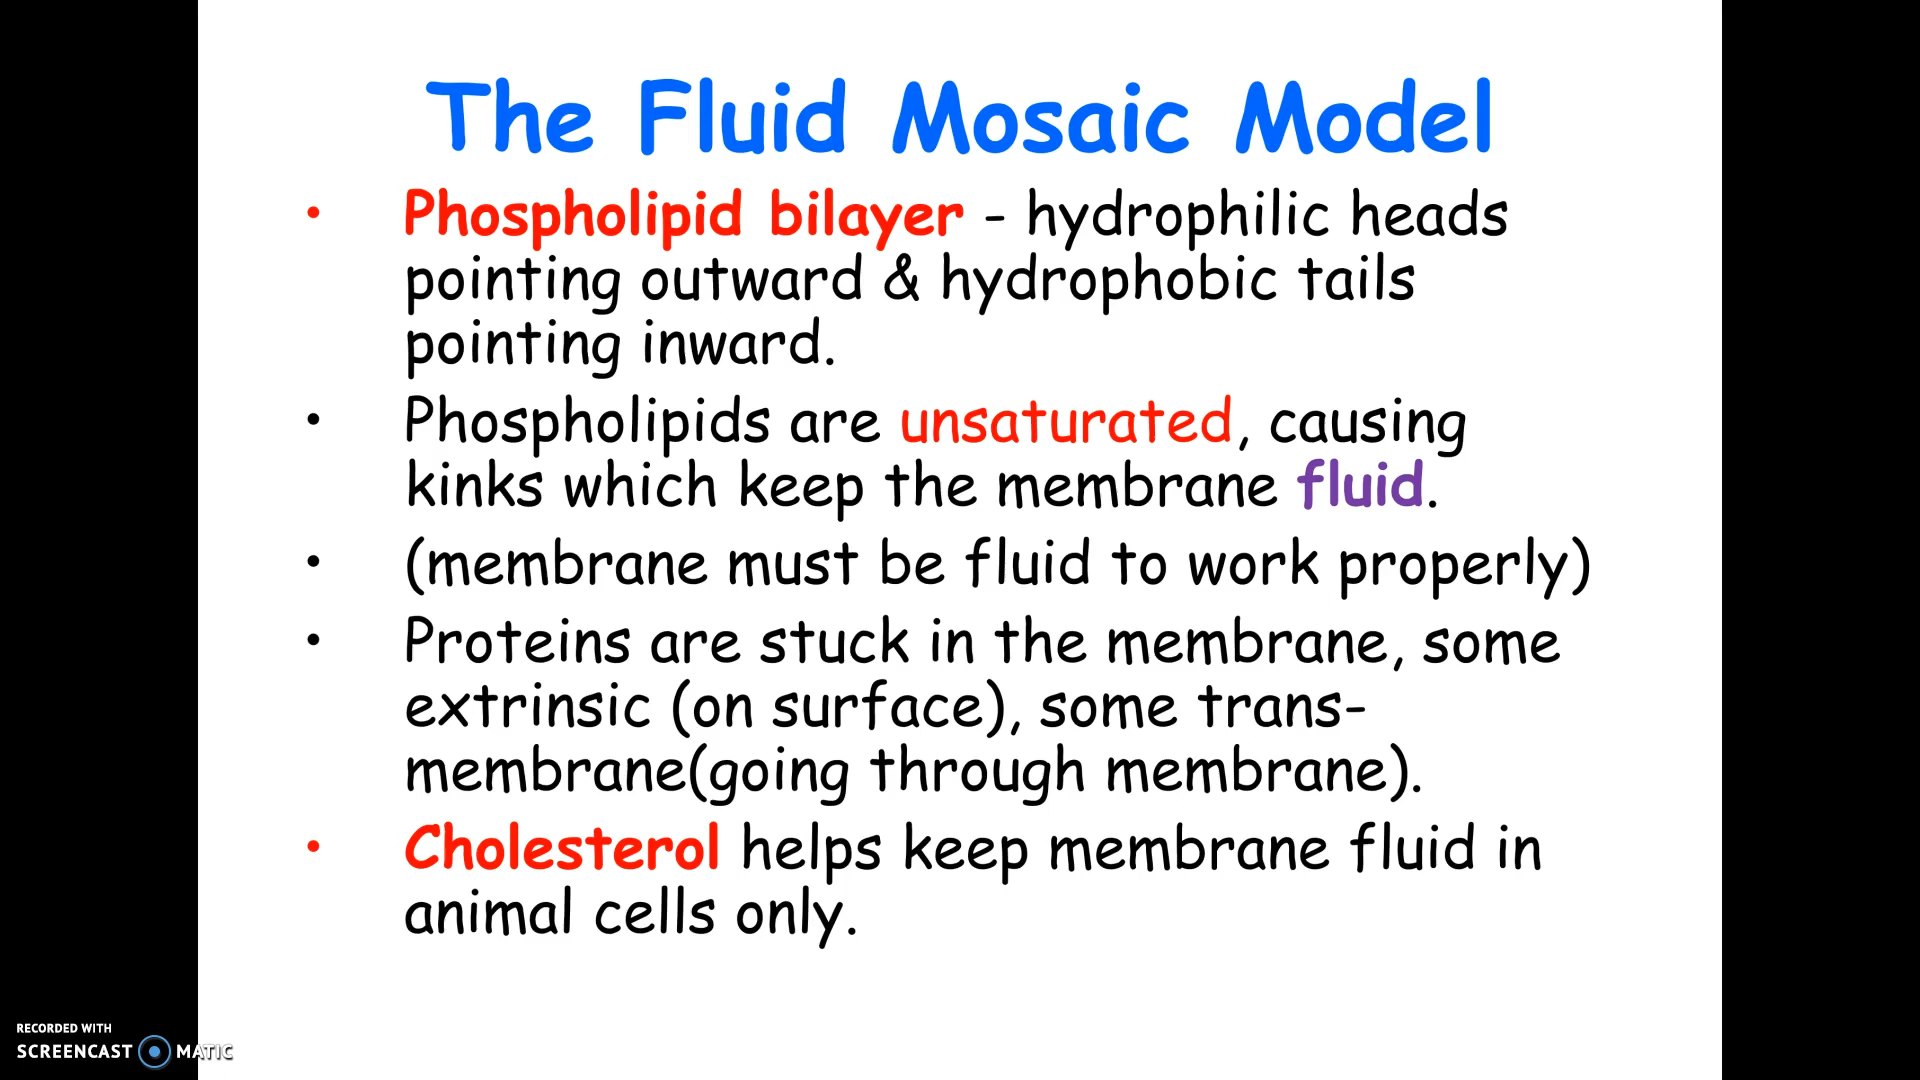 The Fluid Mosaic Model
• Phospholipid bilayer - hydrophilic heads
pointing outward & hydrophobic tails
pointing inward.
• Phospholipids are unsaturated, causing
kinks which keep the membrane fluid.
• (membrane must be fluid to work properly)
• Proteins are stuck in the membrane, some
extrinsic (on surface), some trans-
membrane(going through membrane).
• Cholesterol helps keep membrane fluid in
animal cells only.
RECORDED WITH
SCREENCAST MATIC